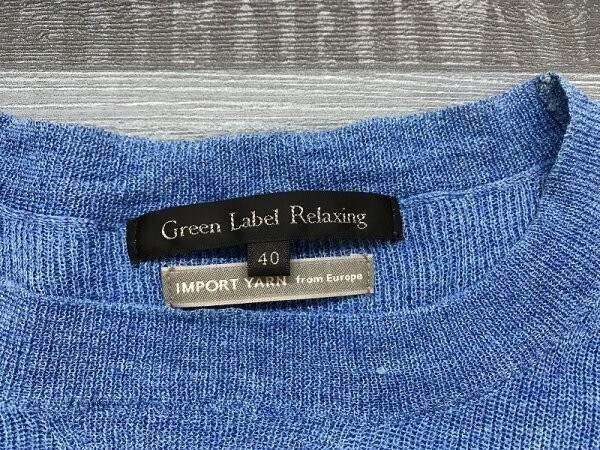 Green Label Relaxing
40
IMPORT YARN from Europe